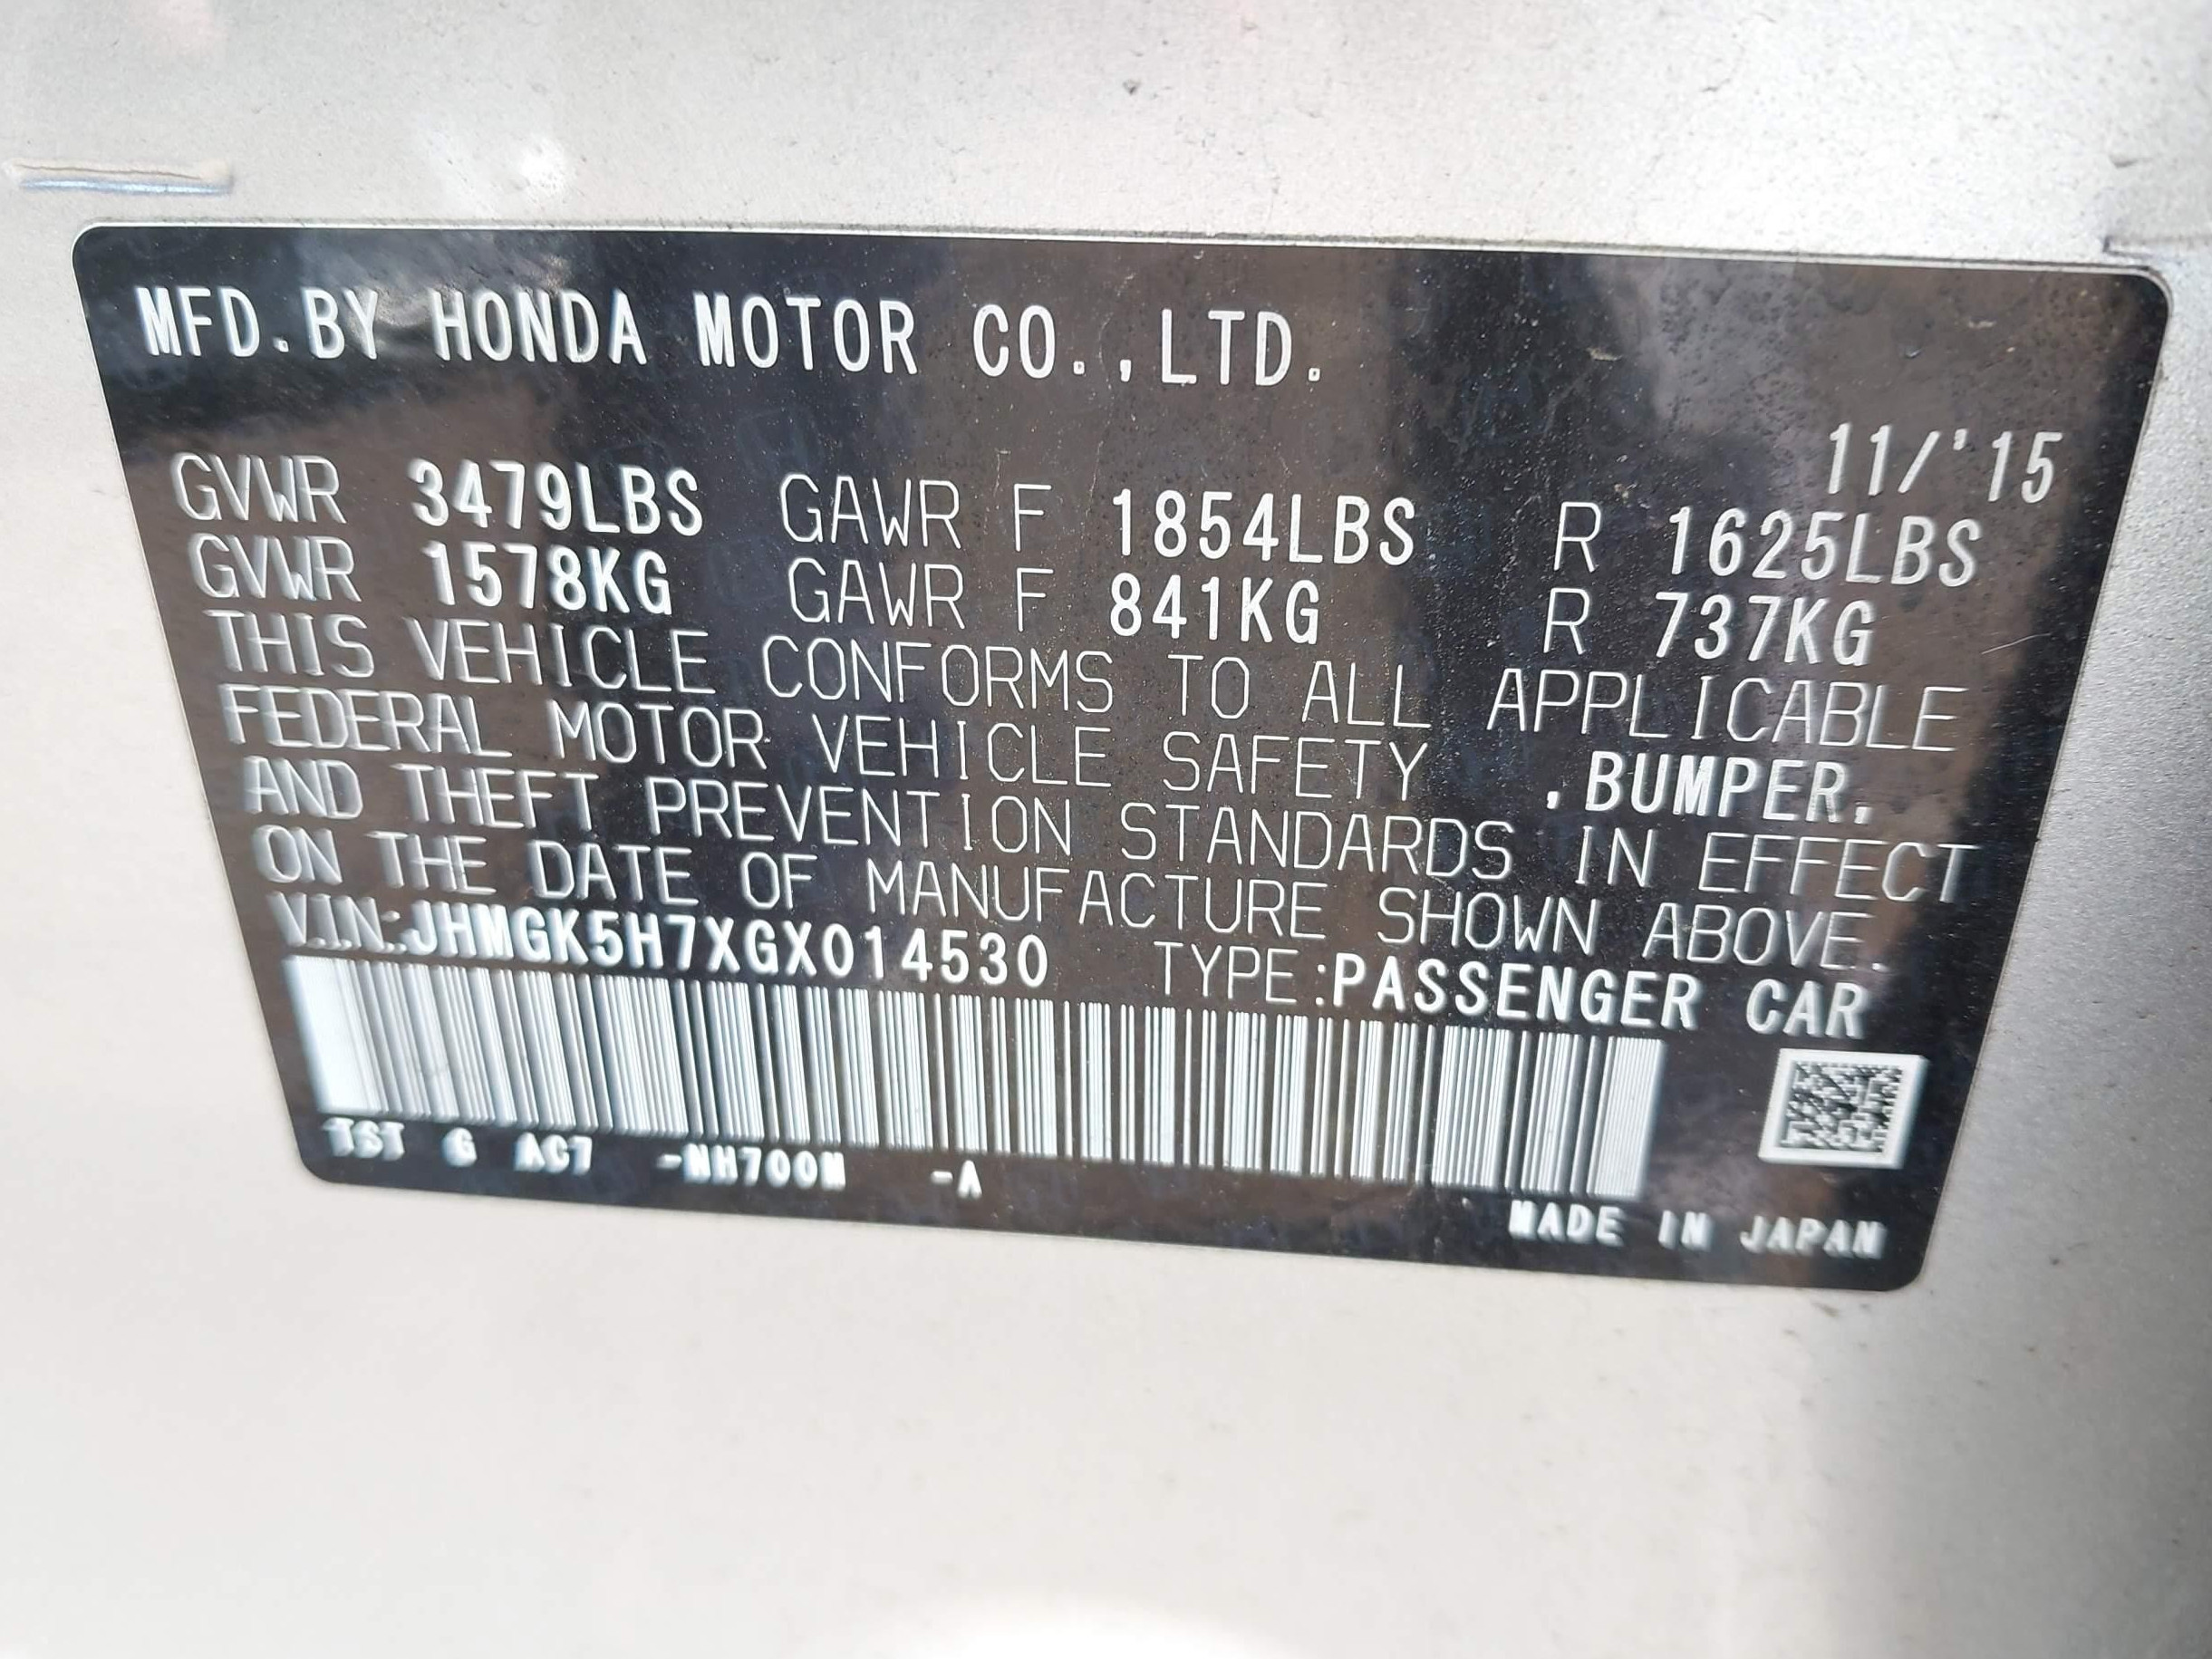 MFD.BY HONDA MOTOR CO.,LTD.
11/'15
GVWR 3479LBS GAWR F 1854LBS R 1625LBS
GVWR 1578KG GAWR F 841KG R 737KG
THIS VEHICLE CONFORMS TO ALL APPLICABLE
FEDERAL MOTOR VEHICLE SAFETY ,BUMPER,
AND THEFT PREVENTION STANDARDS IN EFFECT
ON THE DATE OF MANUFACTURE SHOWN ABOVE.
V.I.N.:JHMGK5H7XGX014530 TYPE:PASSENGER CAR
TST G AC7 -NH700M -A
MADE IN JAPAN